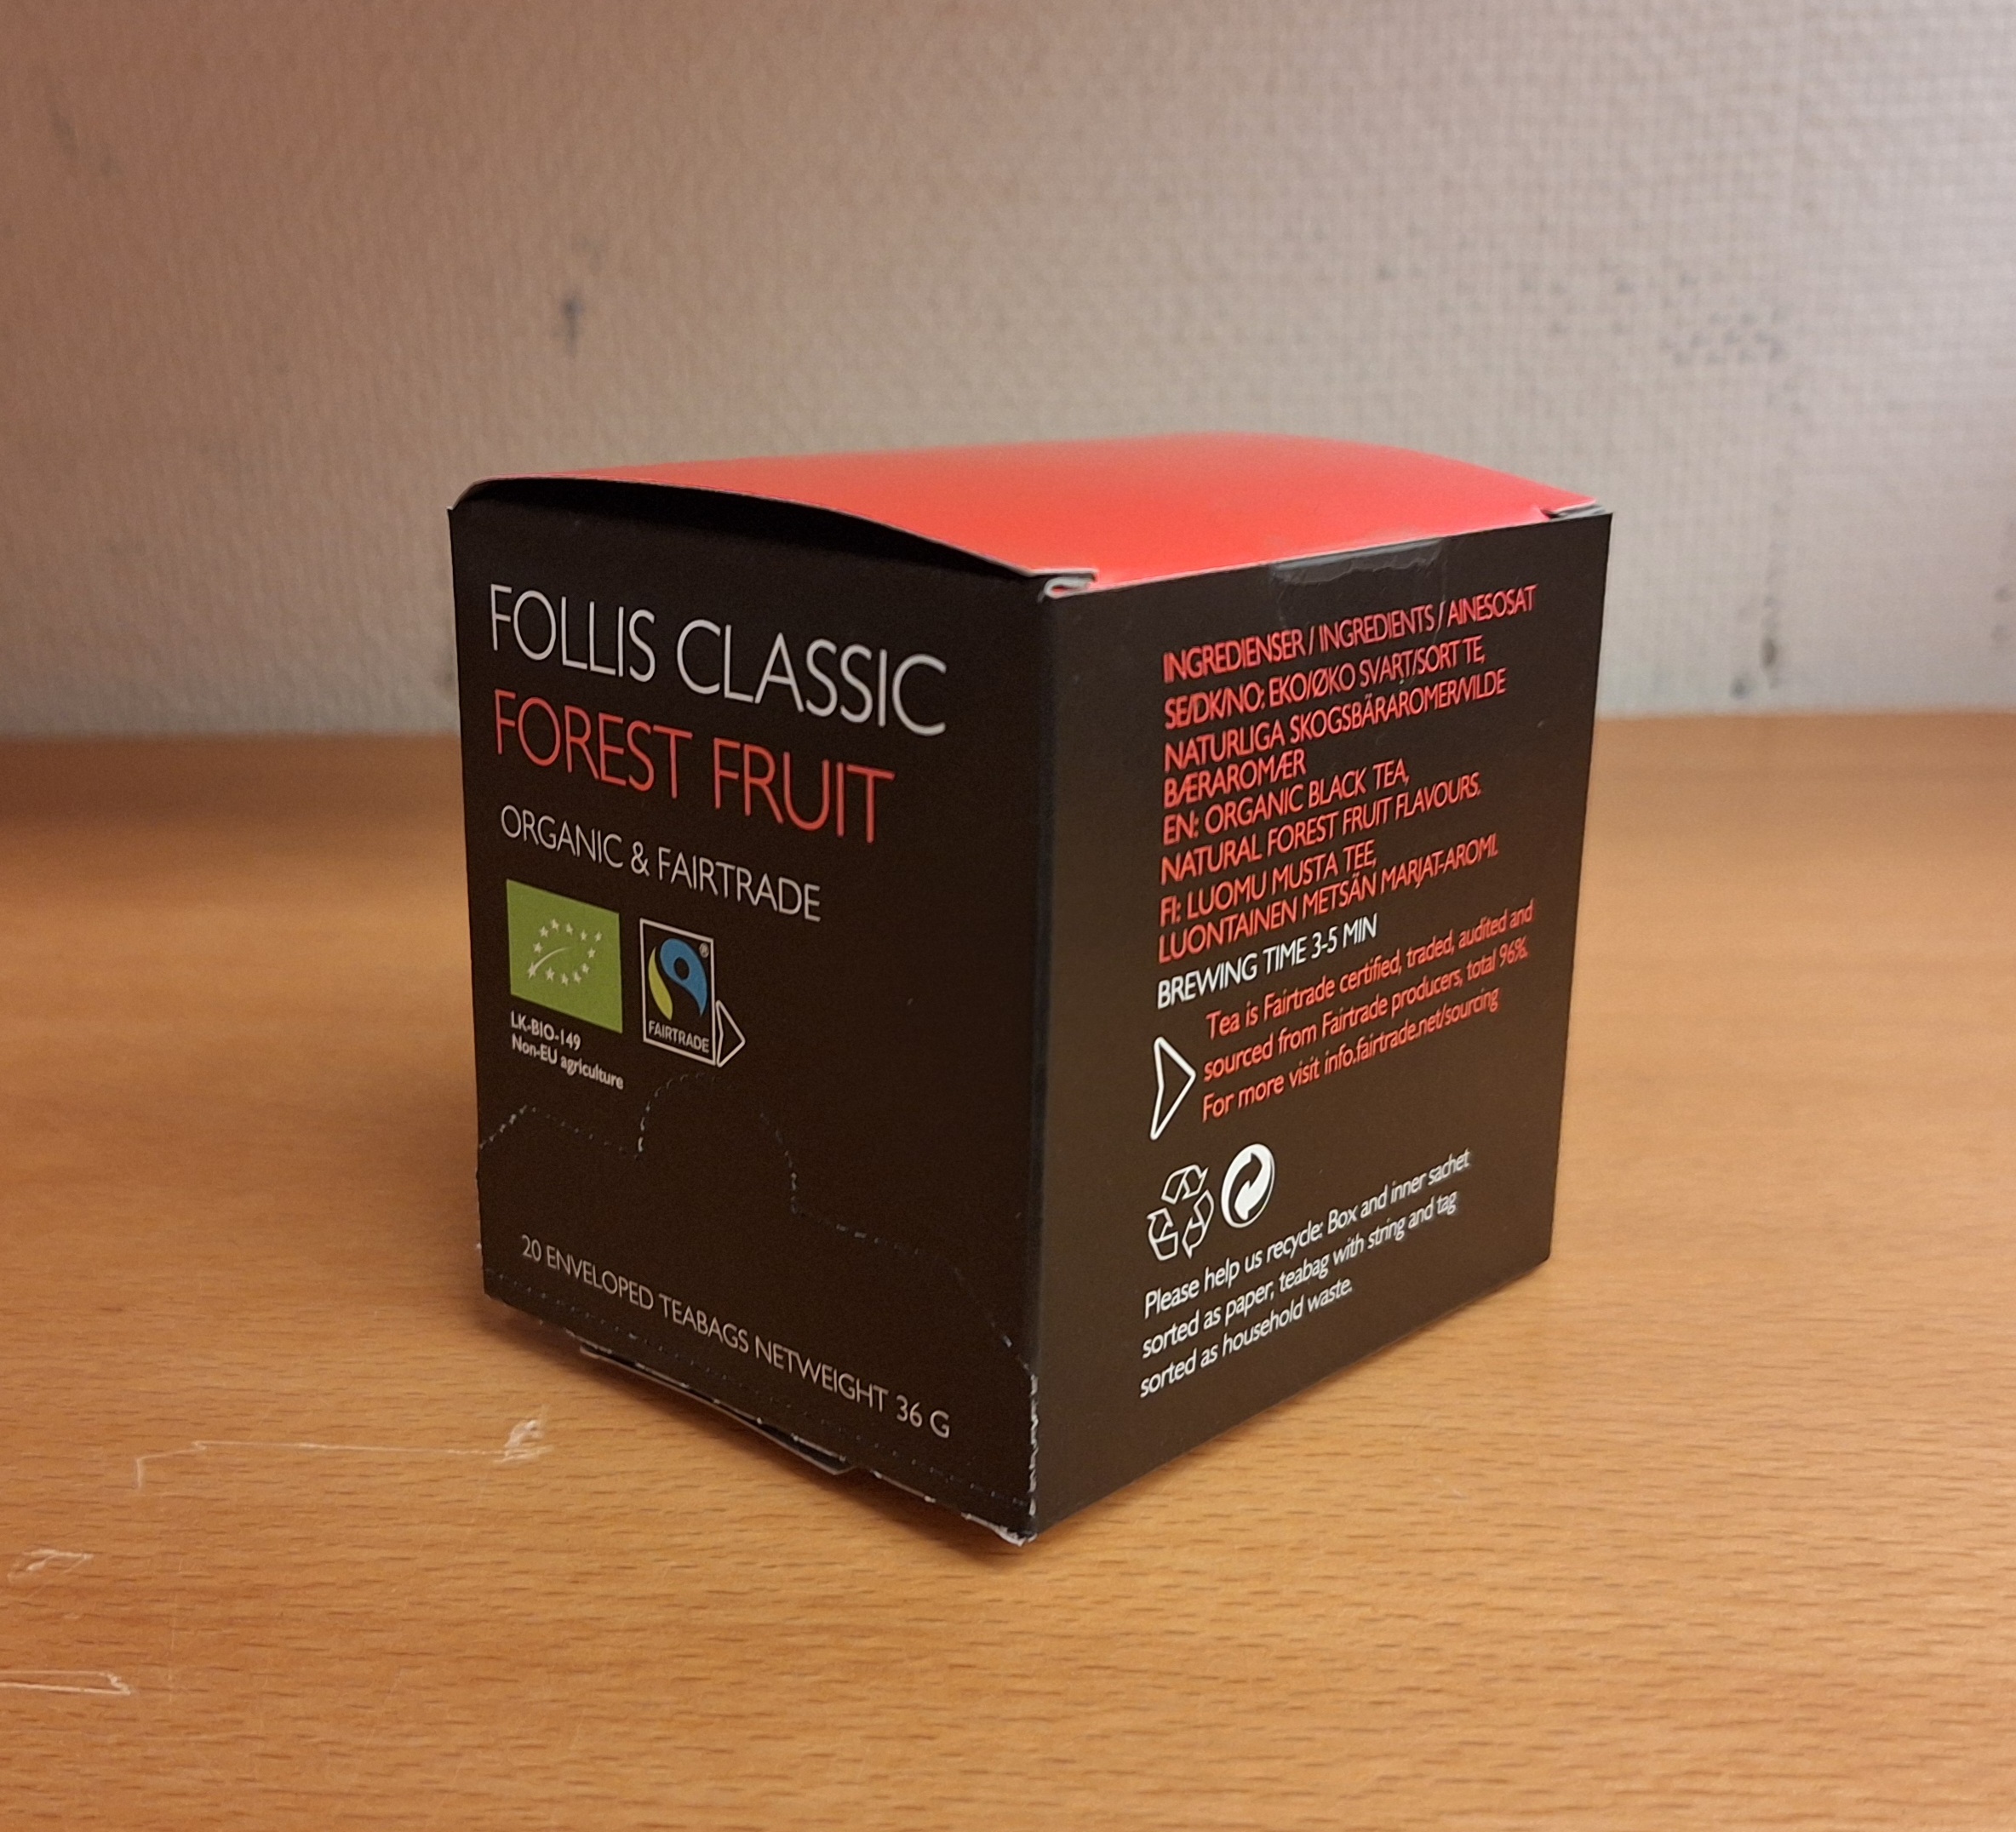 FOLLIS CLASSIC
FOREST FRUIT
ORGANIC & FAIRTRADE
FAIRTRADE
®
LK-BIO-149
Non-EU agriculture
20 ENVELOPED TEABAGS NETWEIGHT 36 G
INGREDIENSER / INGREDIENTS / AINESOSAT
SE/DK/NO: EKO/ØKO SVART/SORT TE,
NATURLIGA SKOGSBÄRAROMER/VILDE
BÆRAROMÆR
EN: ORGANIC BLACK TEA,
NATURAL FOREST FRUIT FLAVOURS.
FI: LUOMU MUSTA TEE,
LUONTAINEN METSÄN MARJAT-AROMI.
BREWING TIME 3-5 MIN
Tea is Fairtrade certified, traded, audited and
sourced from Fairtrade producers, total 96%.
For more visit info.fairtrade.net/sourcing
Please help us recycle: Box and inner sachet
sorted as paper, teabag with string and tag
sorted as household waste.